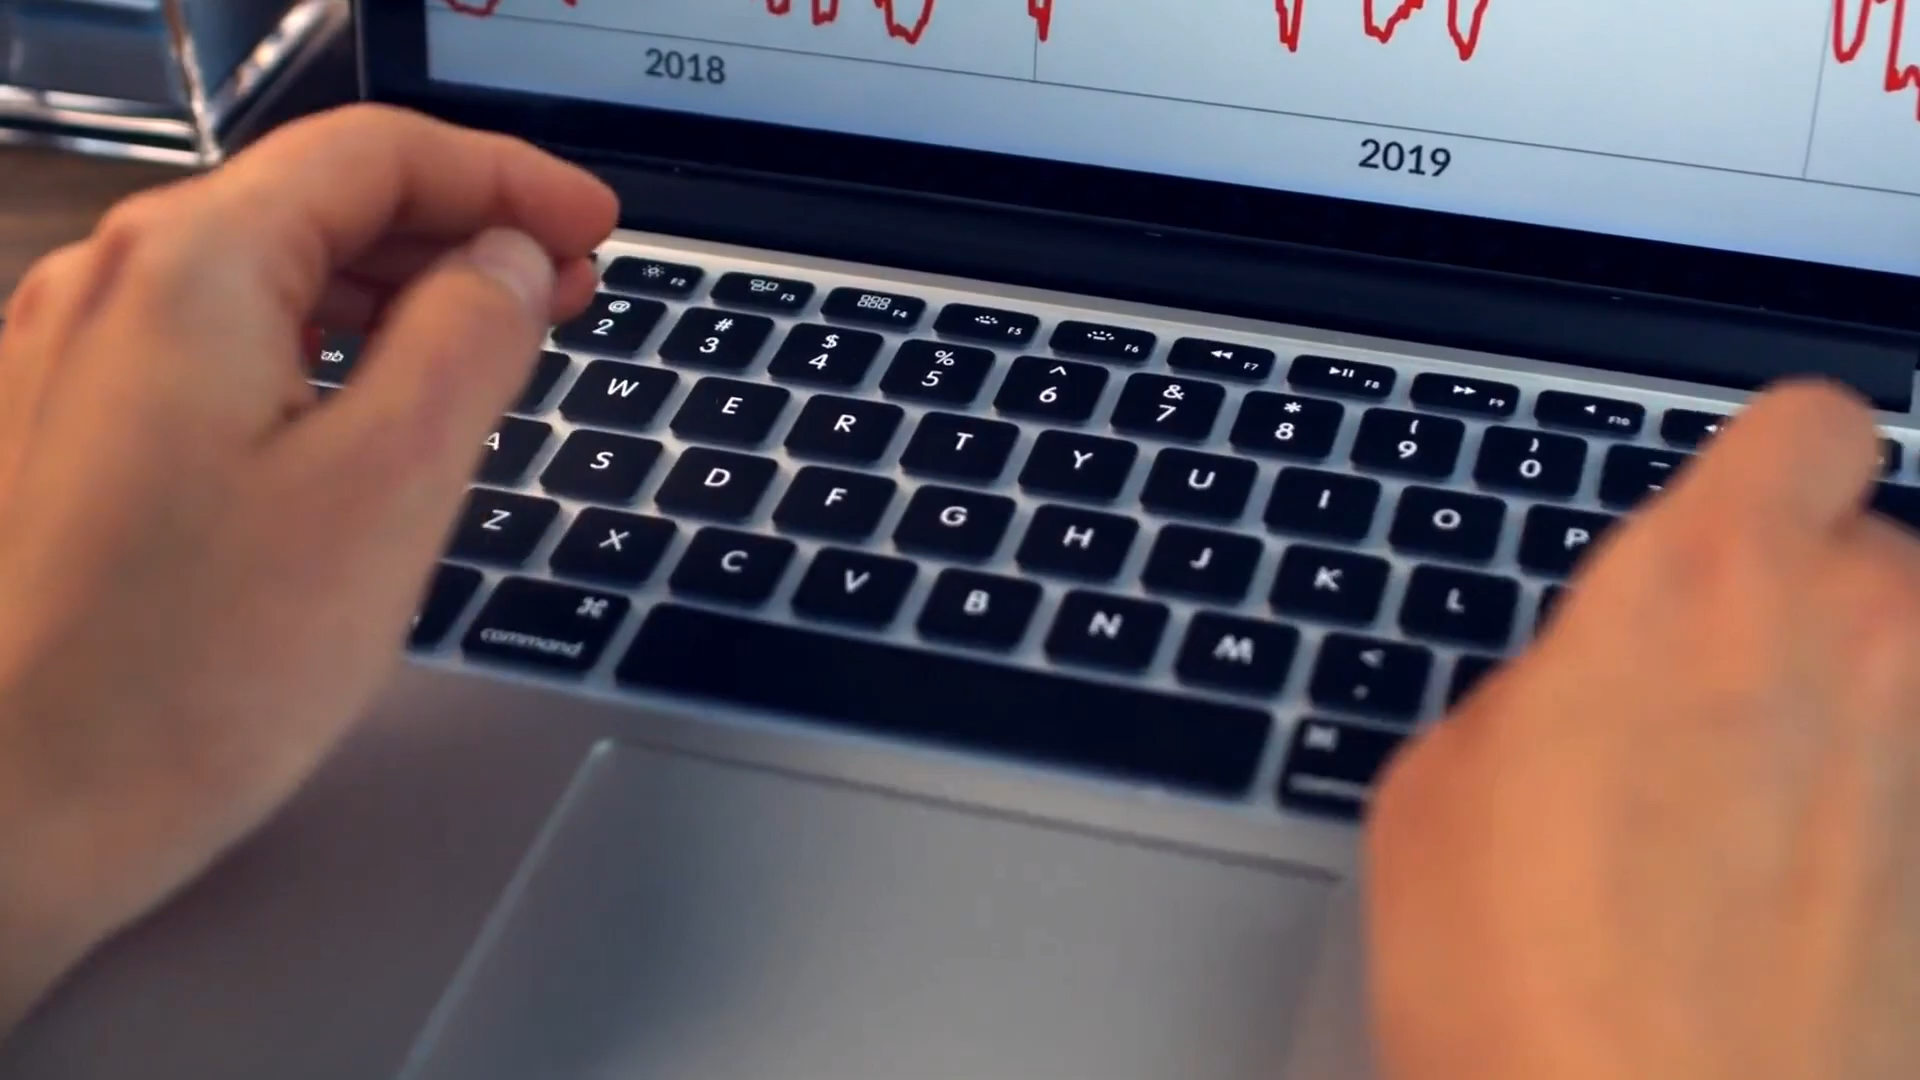 2018
2019
F2 F3 F4 F5 F6 F7 F8 F9 F10
@ # $ % ^ & * ( )
2 3 4 5 6 7 8 9 0
tab W E R T Y U I O P
A S D F G H J K L
Z X C V B N M < ,
⌘
command
⌘